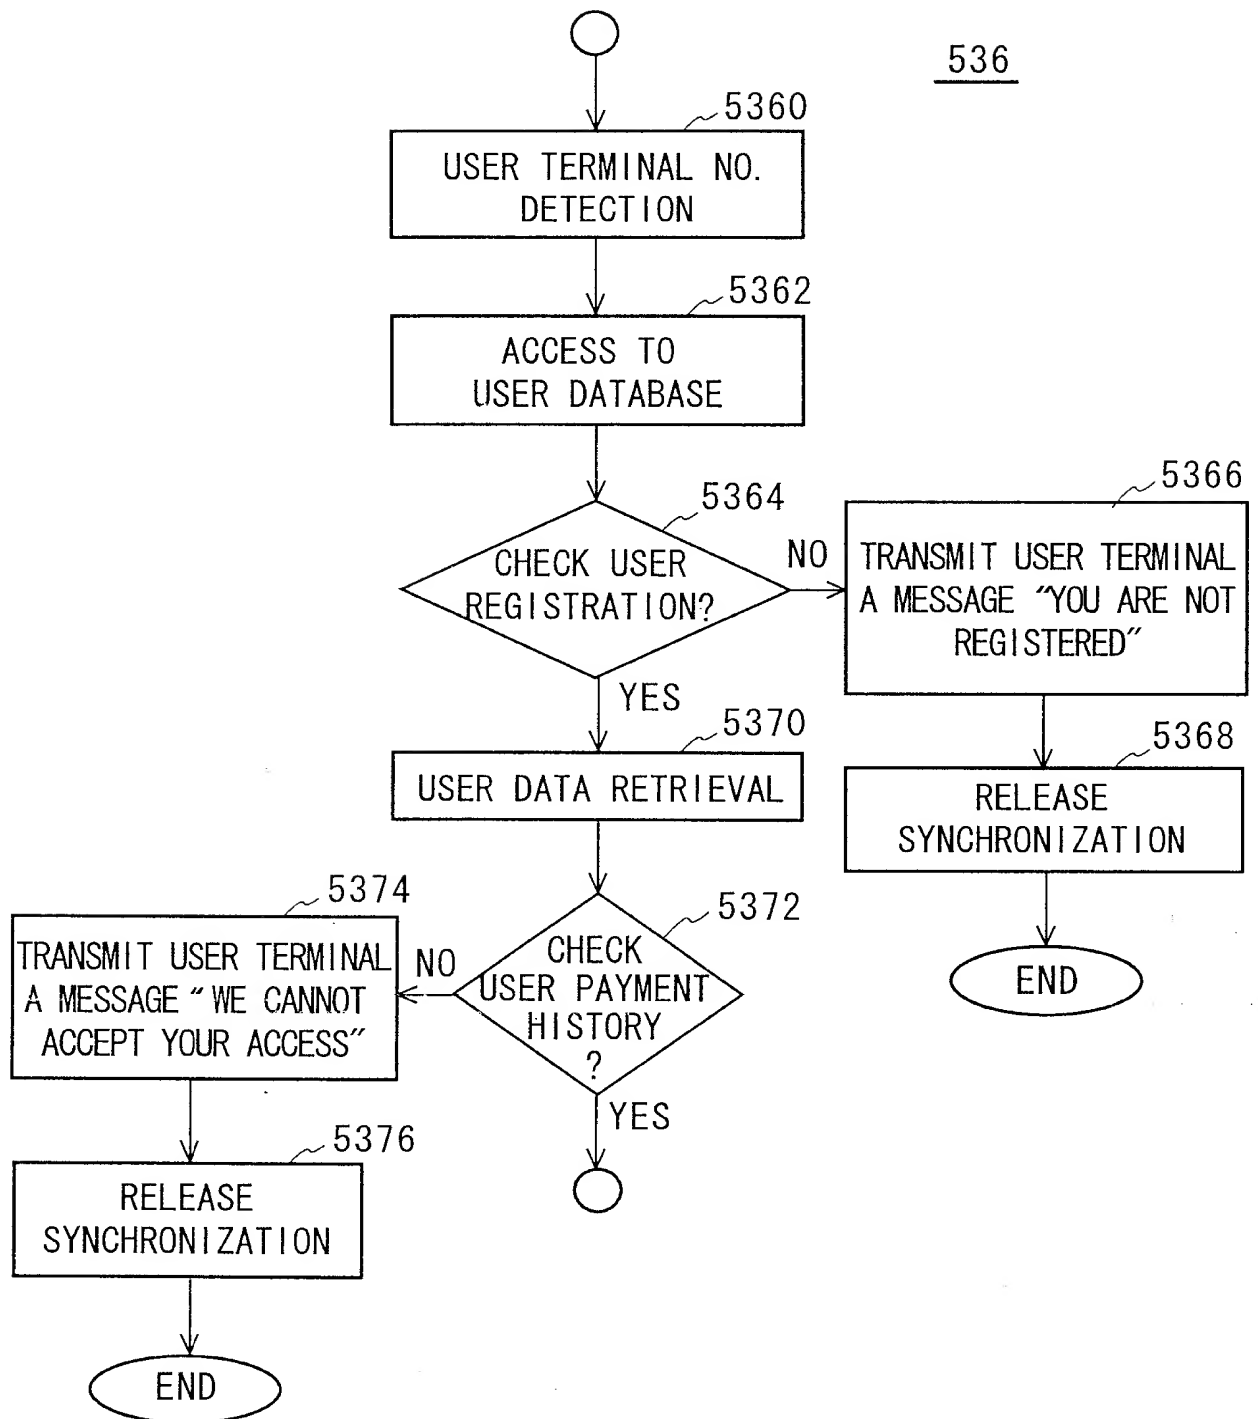 536
5360
USER TERMINAL NO.
DETECTION
5362
ACCESS TO
USER DATABASE
5364
CHECK USER
REGISTRATION?
NO
5366
TRANSMIT USER TERMINAL
A MESSAGE “YOU ARE NOT
REGISTERED”
YES
5370
USER DATA RETRIEVAL
5368
RELEASE
SYNCHRONIZATION
END
5372
CHECK
USER PAYMENT
HISTORY
?
NO
5374
TRANSMIT USER TERMINAL
A MESSAGE “WE CANNOT
ACCEPT YOUR ACCESS”
YES
5376
RELEASE
SYNCHRONIZATION
END